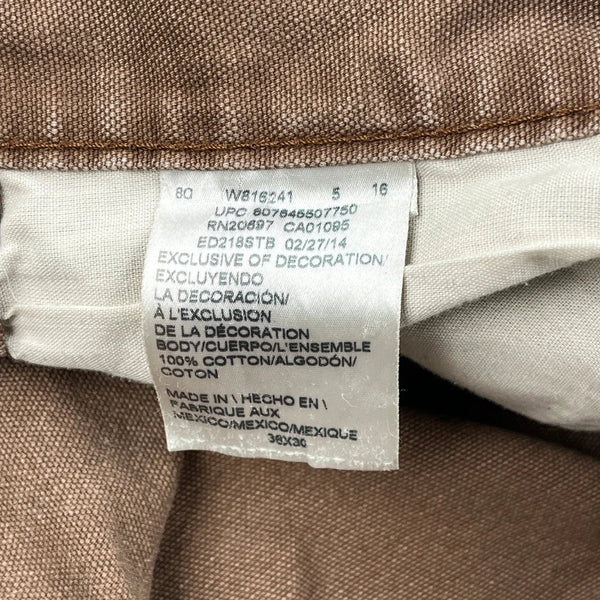 80 W816241 5 16
UPC 607645507750
RN20697 CA01095
ED218STB 02/27/14
EXCLUSIVE OF DECORATION/
EXCLUYENDO
LA DECORACIÓN/
À L'EXCLUSION
DE LA DÉCORATION
BODY/CUERPO/L'ENSEMBLE
100% COTTON/ALGODÓN/
COTON
MADE IN \ HECHO EN \
FABRIQUE AUX
MEXICO/MEXICO/MEXIQUE
36X30